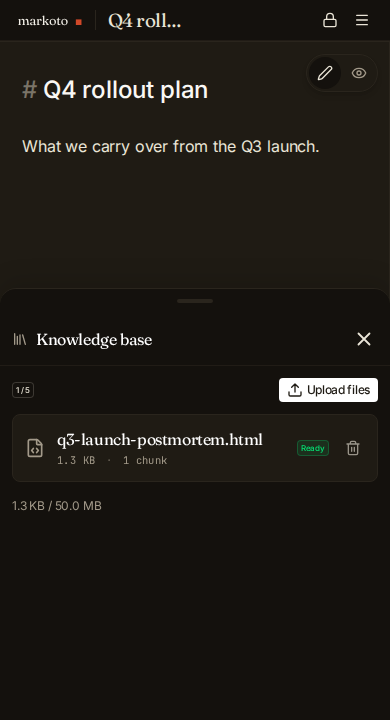 markoto
Q4 roll...
# Q4 rollout plan
What we carry over from the Q3 launch.
Knowledge base
1/5
Upload files
q3-launch-postmortem.html
1.3 KB · 1 chunk
Ready
1.3 KB / 50.0 MB